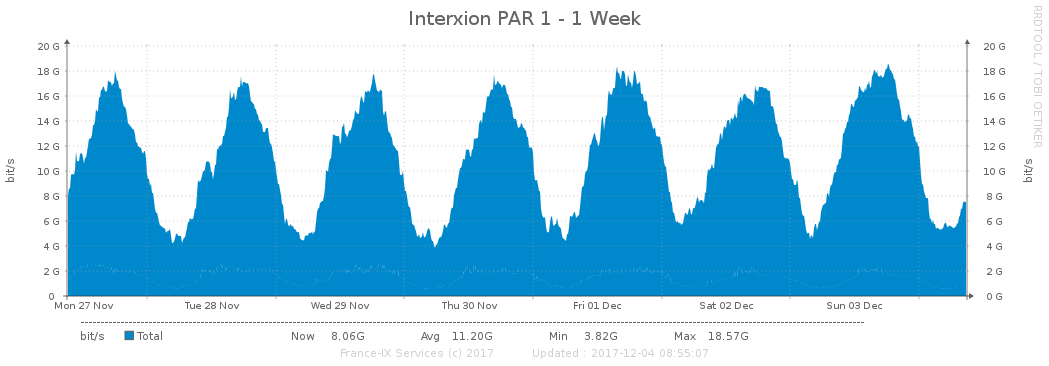 Interxion PAR 1 - 1 Week
RRDTOOL / TOBI OETIKER
bit/s
20 G
18 G
16 G
14 G
12 G
10 G
8 G
6 G
4 G
2 G
0
20 G
18 G
16 G
14 G
12 G
10 G
8 G
6 G
4 G
2 G
0 G
bit/s
Mon 27 Nov Tue 28 Nov Wed 29 Nov Thu 30 Nov Fri 01 Dec Sat 02 Dec Sun 03 Dec
bit/s Total Now 8.06G Avg 11.20G Min 3.82G Max 18.57G
France-IX Services (c) 2017 Updated : 2017-12-04 08:55:07